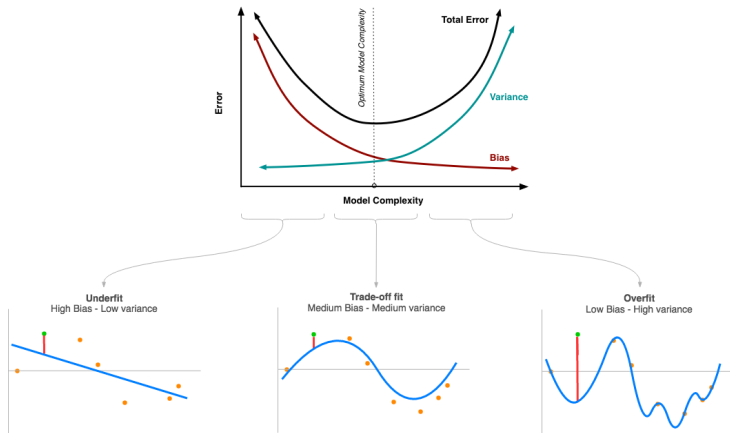 Total Error
Optimum Model Complexity
Variance
Error
Bias
Model Complexity
Underfit
High Bias - Low variance
Trade-off fit
Medium Bias - Medium variance
Overfit
Low Bias - High variance